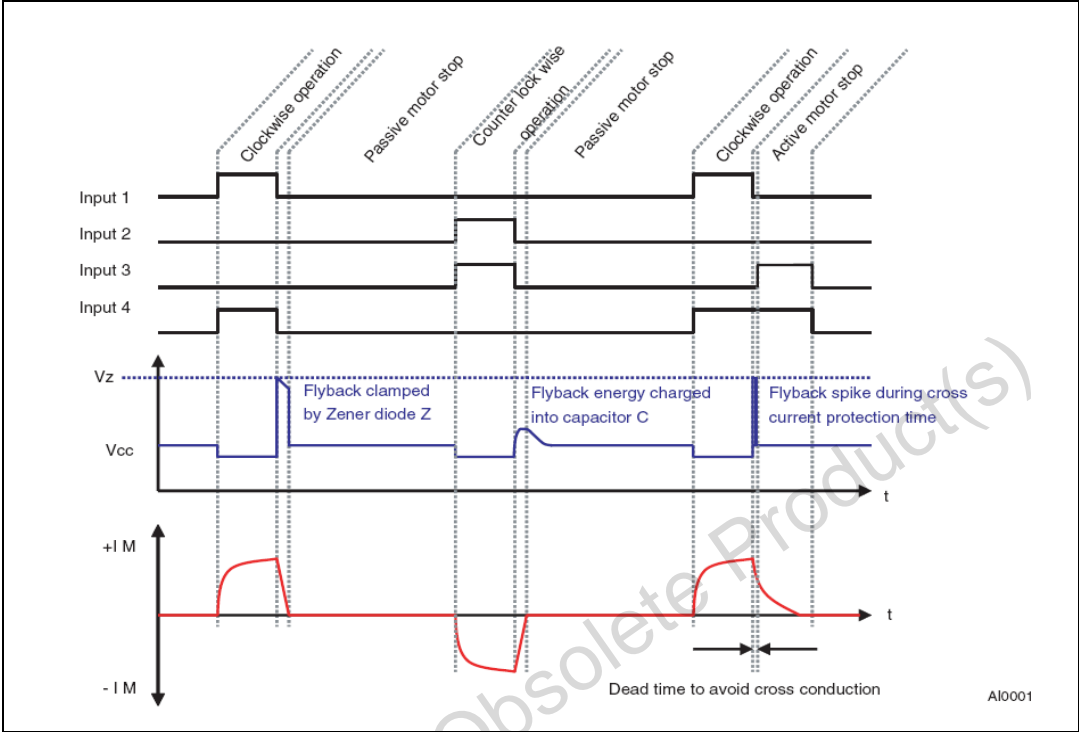 Clockwise operation
Passive motor stop
Counter lock wise
operation
Passive motor stop
Clockwise operation
Active motor stop
Input 1
Input 2
Input 3
Input 4
Vz
Flyback clamped
by Zener diode Z
Flyback energy charged
into capacitor C
Flyback spike during cross
current protection time
Vcc
t
+I M
t
- I M
Dead time to avoid cross conduction
AI0001
Obsolete Product(s)